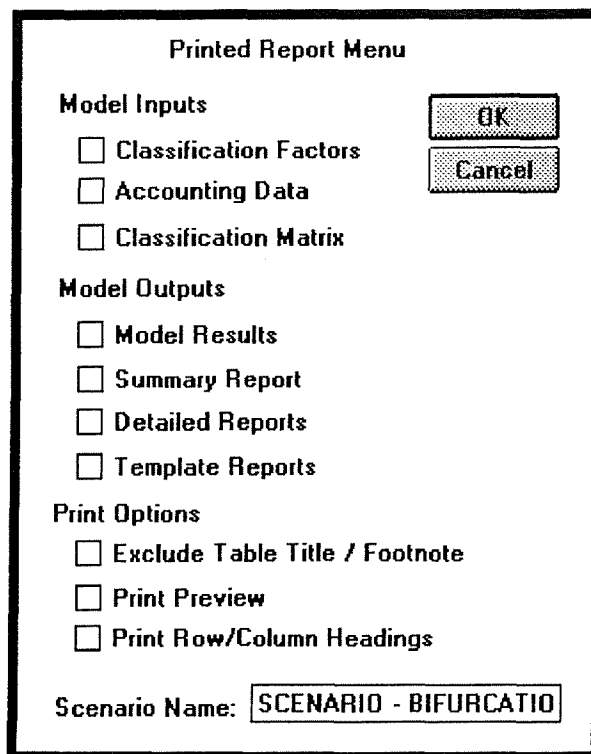 Printed Report Menu
Model Inputs
OK
Classification Factors
Cancel
Accounting Data
Classification Matrix
Model Outputs
Model Results
Summary Report
Detailed Reports
Template Reports
Print Options
Exclude Table Title / Footnote
Print Preview
Print Row/Column Headings
Scenario Name: SCENARIO - BIFURCATIO